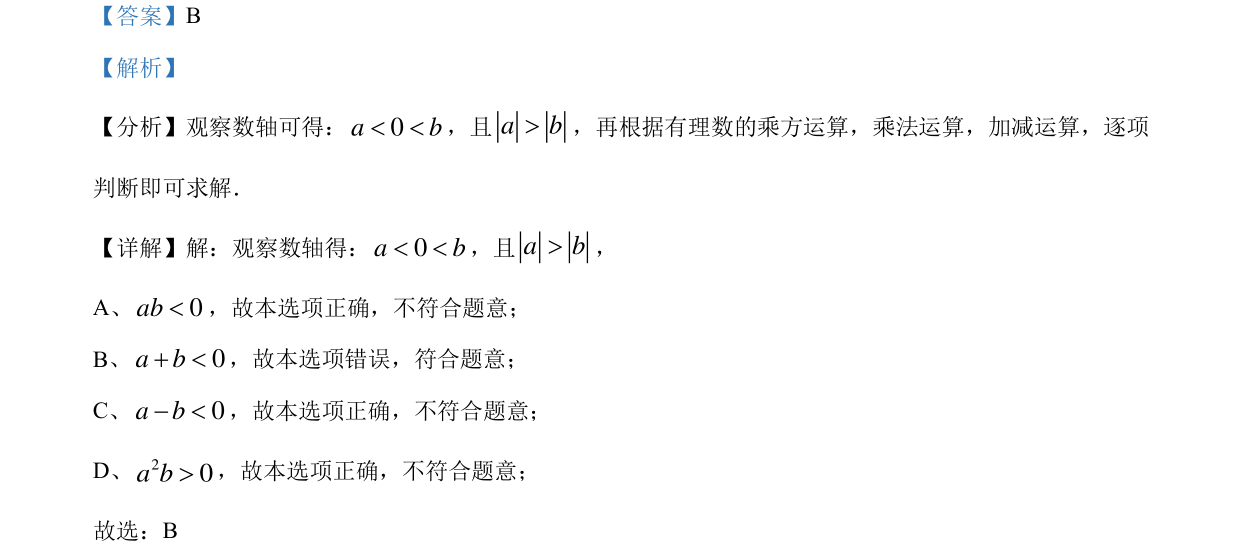 【答案】B
【解析】
【分析】观察数轴可得：a<0<b，且|a|>|b|，再根据有理数的乘方运算，乘法运算，加减运算，逐项
判断即可求解．
【详解】解：观察数轴得：a<0<b，且|a|>|b|，
A、ab<0，故本选项正确，不符合题意；
B、a+b<0，故本选项错误，符合题意；
C、a−b<0，故本选项正确，不符合题意；
D、a²b>0，故本选项正确，不符合题意；
故选：B